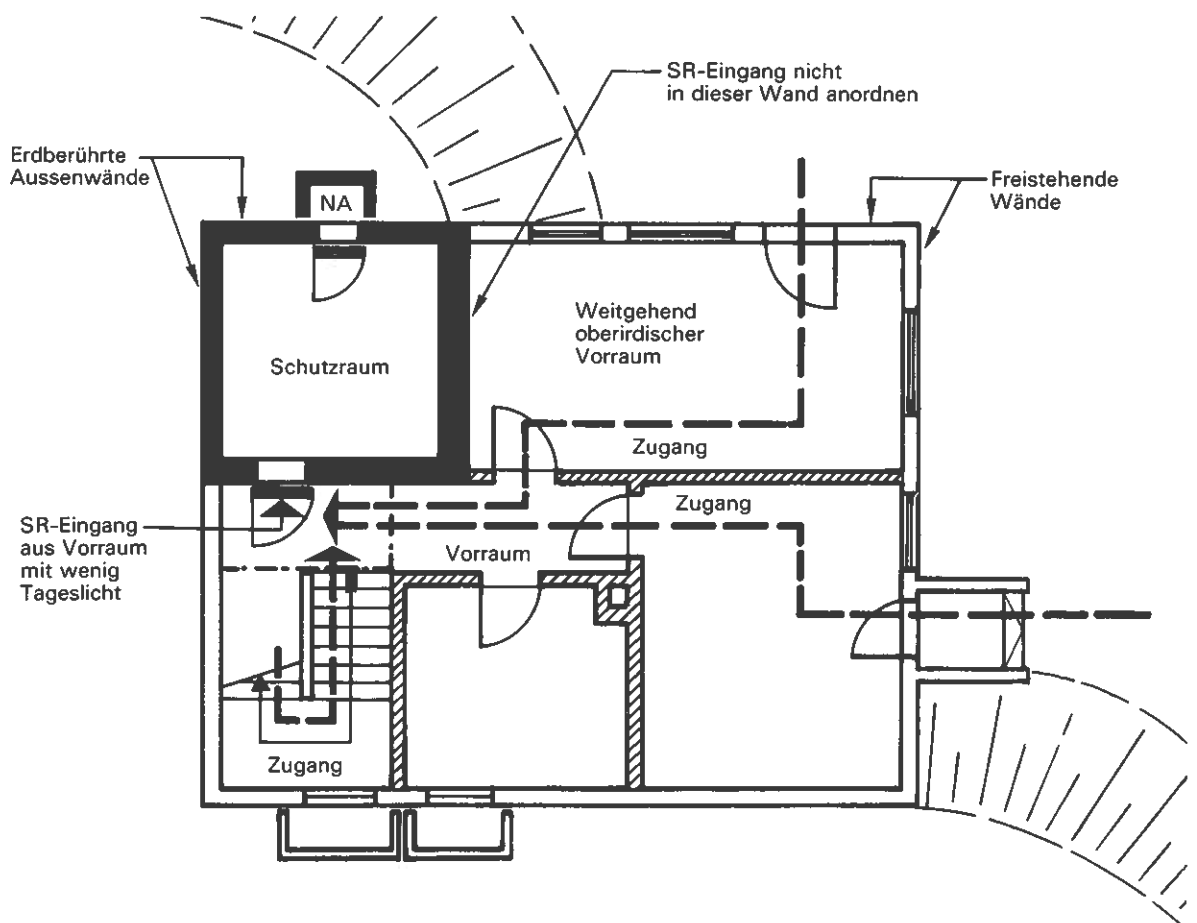 SR-Eingang nicht
in dieser Wand anordnen
Erdberührte
Aussenwände
NA
Freistehende
Wände
Weitgehend
oberirdischer
Vorraum
Schutzraum
Zugang
Zugang
SR-Eingang
aus Vorraum
mit wenig
Tageslicht
Vorraum
Zugang